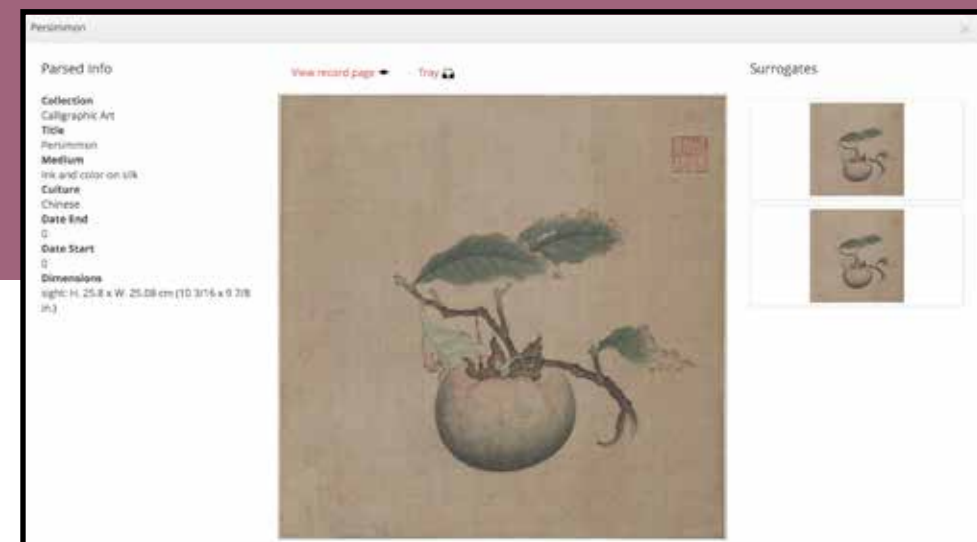 Persimmon
Parsed Info
Collection
Calligraphic Art
Title
Persimmon
Medium
Ink and color on silk
Culture
Chinese
Date End
0
Date Start
0
Dimensions
sight: H. 25.8 x W. 25.08 cm (10 3/16 x 9 7/8
in.)
View record page
Tray
Surrogates